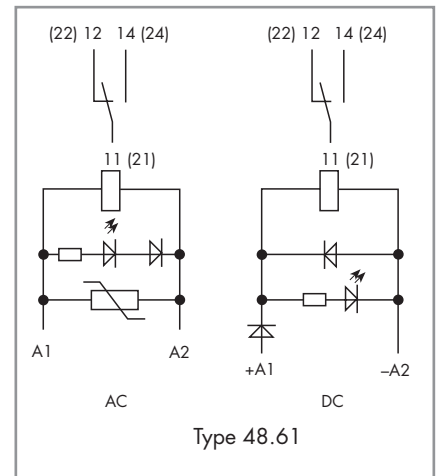 (22) 12 14 (24)
(22) 12 14 (24)
11 (21)
11 (21)
A1 A2
+A1 –A2
AC
DC
Type 48.61